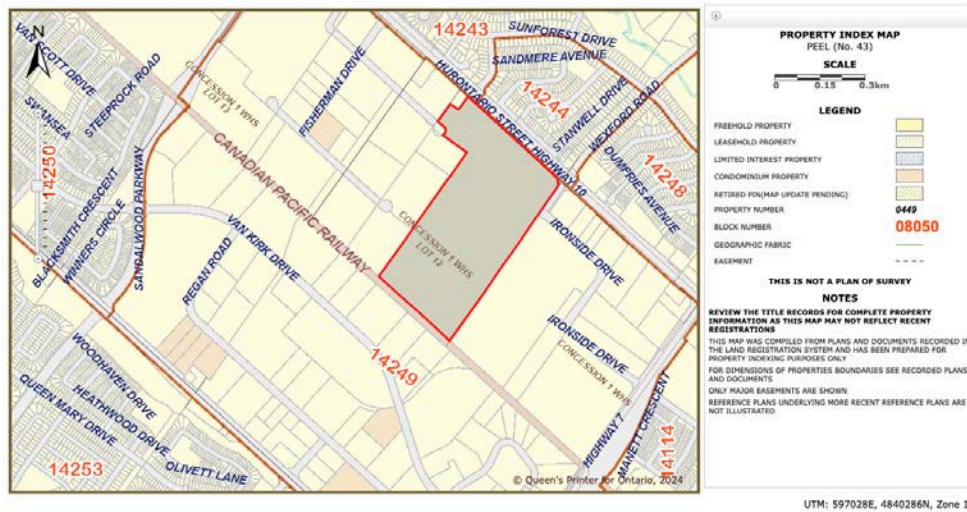 N
VAN SCOTT DRIVE
STEEPROCK ROAD
SWANSEA
14250
BLACKSMITH CRESCENT
WINNERS CIRCLE
SANDALWOOD PARKWAY
CONCESSION 1 WHS
LOT 13
FISHERMAN DRIVE
14243
SUNFOREST DRIVE
SANDMERE AVENUE
HURONTARIO STREET HIGHWAY 10
14244
STANWELL DRIVE
WEXFORD ROAD
DUMFRIES AVENUE
14248
CANADIAN PACIFIC RAILWAY
CONCESSION 1 WHS
LOT 12
VAN KIRK DRIVE
REGAN ROAD
IRONSIDE DRIVE
IRONSIDE DRIVE
CONCESSION 1 WHS
14249
WOODHAVEN DRIVE
HEATHWOOD DRIVE
QUEEN MARY DRIVE
OLIVETT LANE
14253
HIGHWAY 7
MANETT CRESCENT
14114
© Queen's Printer for Ontario, 2024
PROPERTY INDEX MAP
PEEL (No. 43)
SCALE
0 0.15 0.3km
LEGEND
FREEHOLD PROPERTY
LEASEHOLD PROPERTY
LIMITED INTEREST PROPERTY
CONDOMINIUM PROPERTY
RETIRED PIN(MAP UPDATE PENDING)
PROPERTY NUMBER 0449
BLOCK NUMBER 08050
GEOGRAPHIC FABRIC
EASEMENT
THIS IS NOT A PLAN OF SURVEY
NOTES
REVIEW THE TITLE RECORDS FOR COMPLETE PROPERTY
INFORMATION AS THIS MAP MAY NOT REFLECT RECENT
REGISTRATIONS
THIS MAP WAS COMPILED FROM PLANS AND DOCUMENTS RECORDED IN
THE LAND REGISTRATION SYSTEM AND HAS BEEN PREPARED FOR
PROPERTY INDEXING PURPOSES ONLY
FOR DIMENSIONS OF PROPERTIES BOUNDARIES SEE RECORDED PLANS
AND DOCUMENTS
ONLY MAJOR EASEMENTS ARE SHOWN
REFERENCE PLANS UNDERLYING MORE RECENT REFERENCE PLANS ARE
NOT ILLUSTRATED
UTM: 597028E, 4840286N, Zone 1